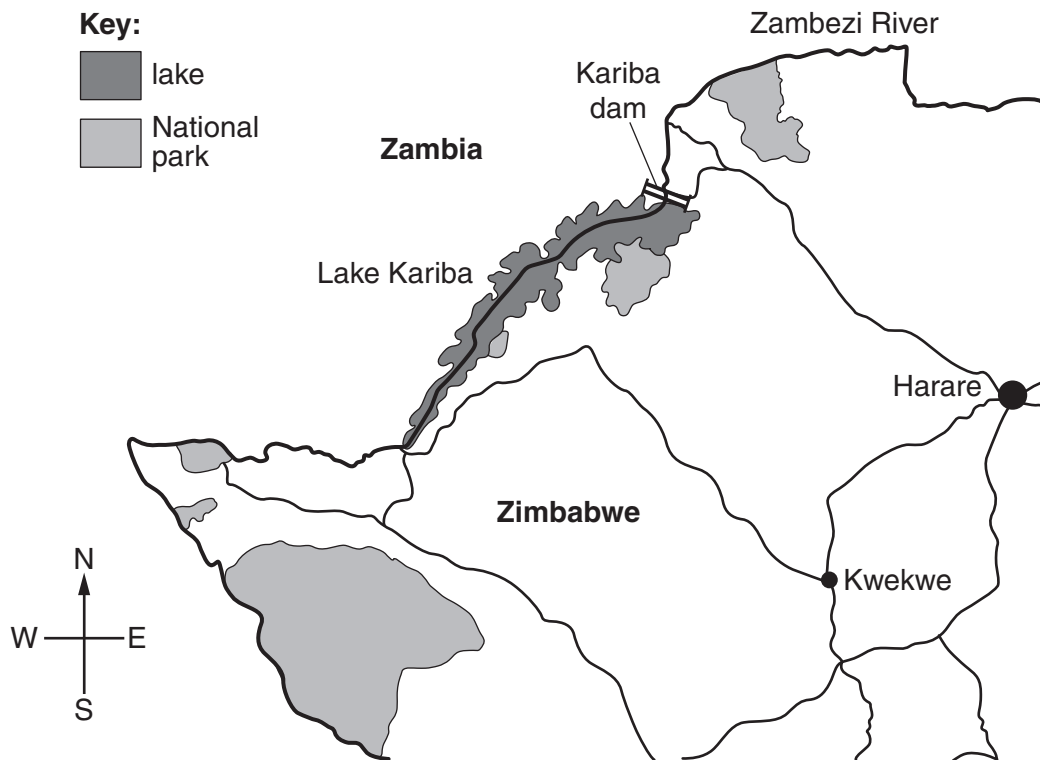 Key:
lake
National
park
Zambezi River
Kariba
dam
Zambia
Lake Kariba
Harare
Zimbabwe
Kwekwe
N
W E
S